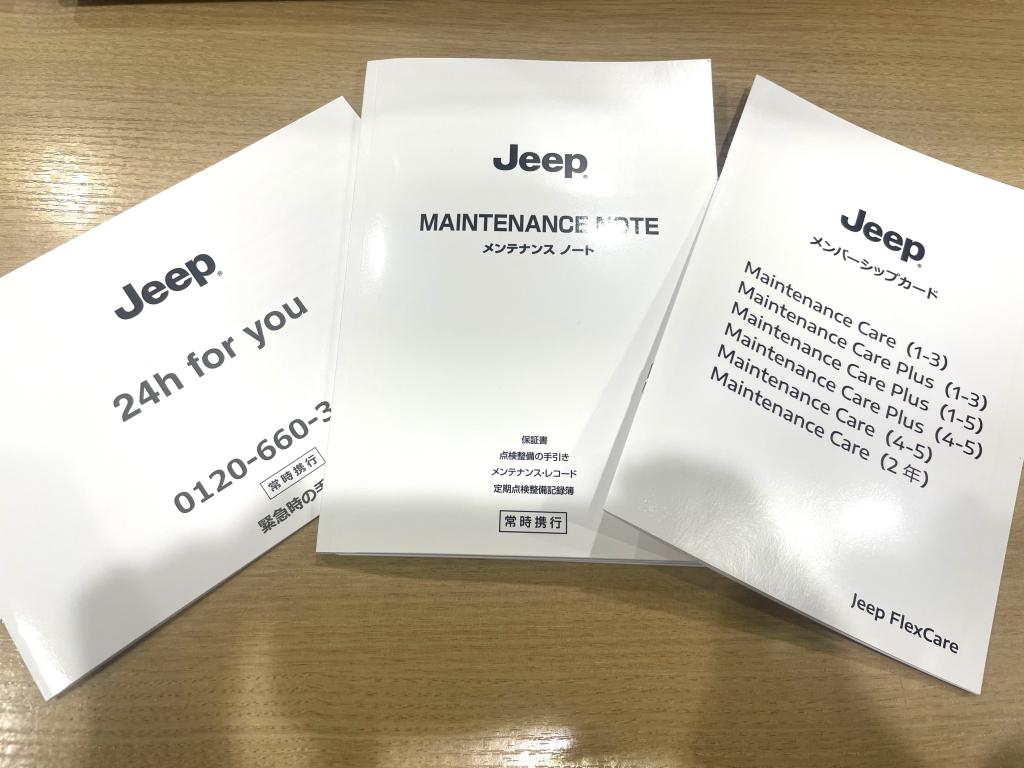 Jeep
24h for you
0120-660-3
常時携行
緊急時の手
Jeep
MAINTENANCE NOTE
メンテナンス ノート
保証書
点検整備の手引き
メンテナンス・レコード
定期点検整備記録簿
常時携行
Jeep
メンバーシップカード
Maintenance Care (1-3)
Maintenance Care Plus (1-3)
Maintenance Care Plus (1-5)
Maintenance Care Plus (4-5)
Maintenance Care (4-5)
Maintenance Care (2年)
Jeep FlexCare